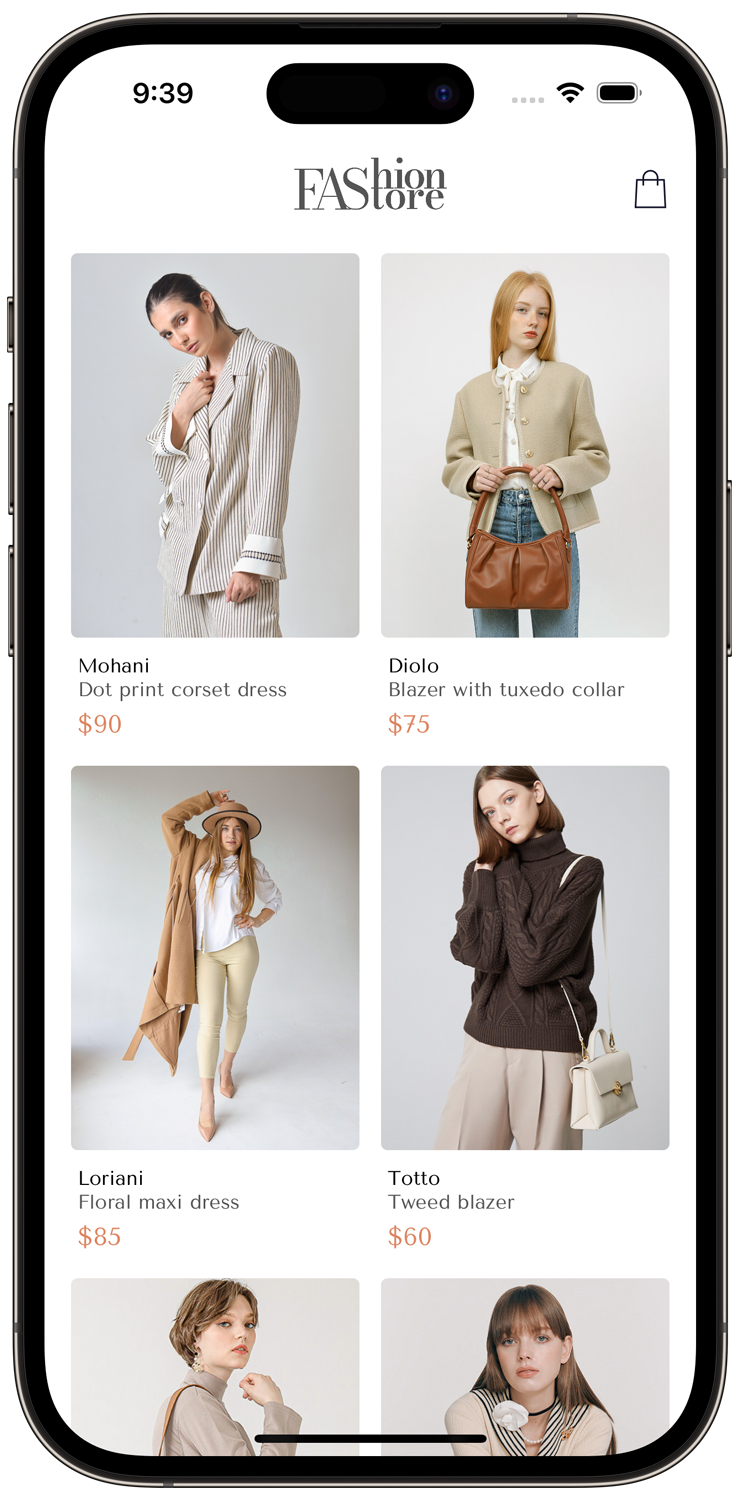 9:39
FAShion
Store
Mohani
Dot print corset dress
$90
Diolo
Blazer with tuxedo collar
$75
Loriani
Floral maxi dress
$85
Totto
Tweed blazer
$60